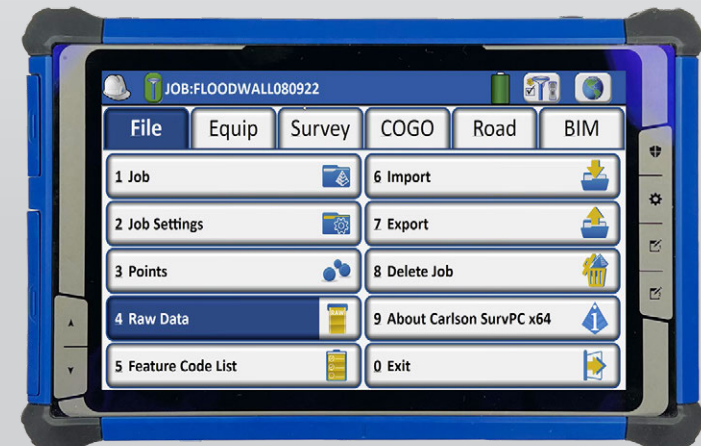 JOB:FLOODWALL080922
File Equip Survey COGO Road BIM
1 Job
2 Job Settings
3 Points
4 Raw Data
5 Feature Code List
6 Import
7 Export
8 Delete Job
9 About Carlson SurvPC x64
0 Exit